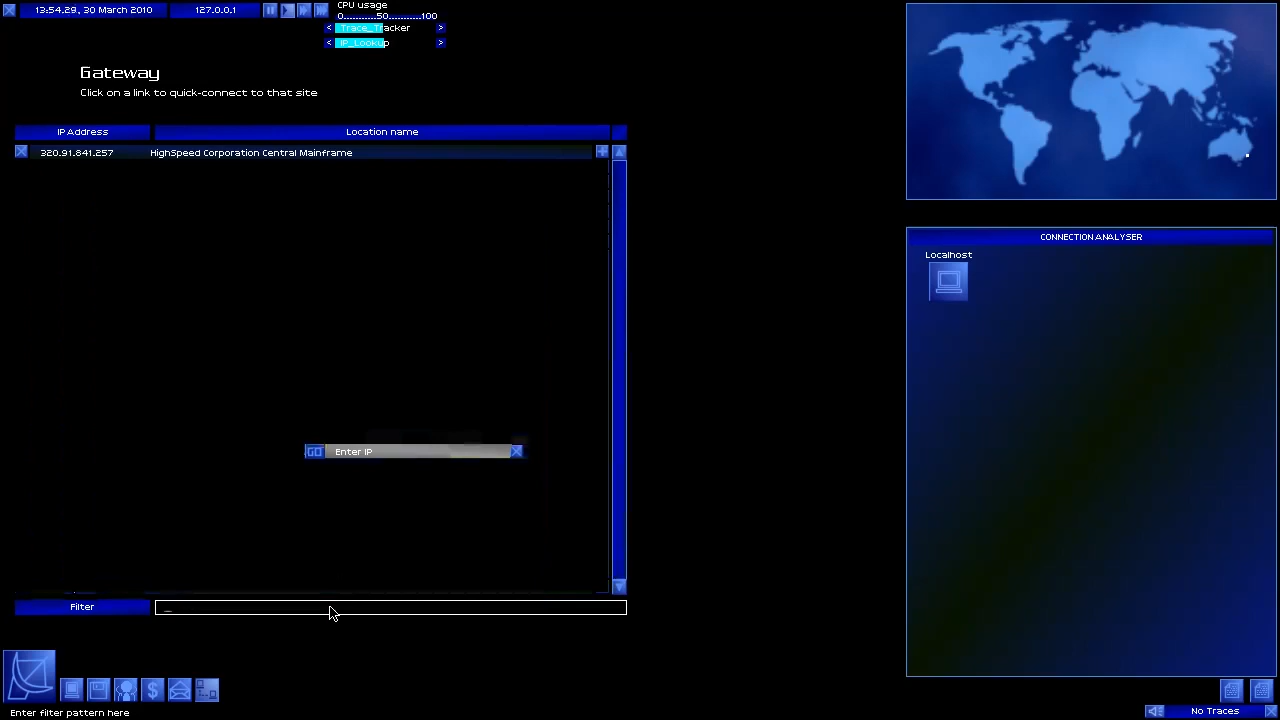 13:54.29, 30 March 2010
127.0.0.1
CPU usage
0...........50...........100
< Trace_Tracker >
< IP_Lookup >
Gateway
Click on a link to quick-connect to that site
IP Address
Location name
320.91.841.257 HighSpeed Corporation Central Mainframe
GO Enter IP
Filter
_
Enter filter pattern here
CONNECTION ANALYSER
Localhost
No Traces